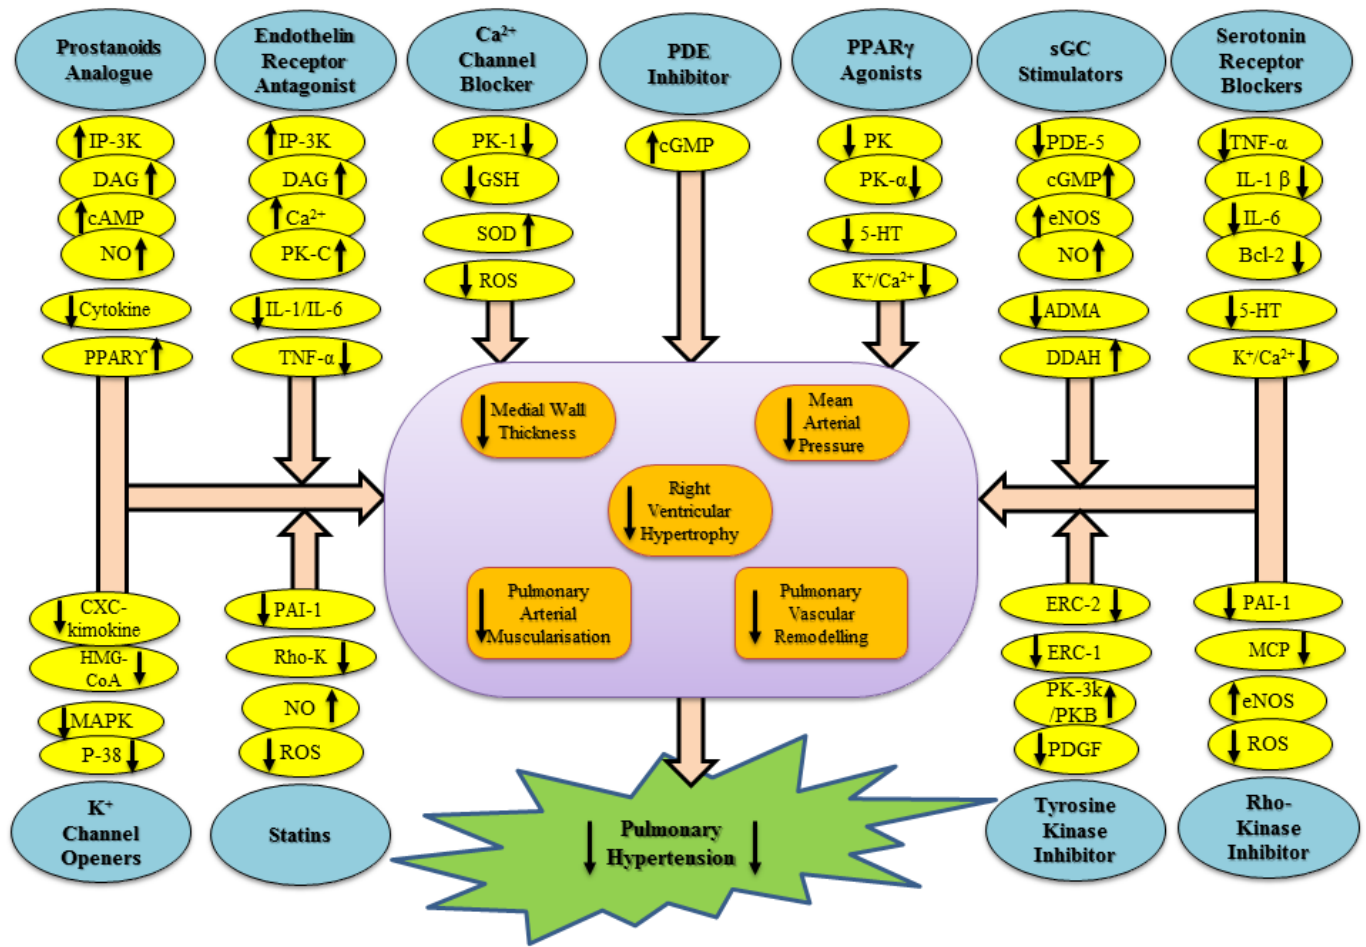 Prostanoids
Analogue
IP-3K
DAG
cAMP
NO
Cytokine
PPARϒ
Endothelin
Receptor
Antagonist
IP-3K
DAG
Ca²⁺
PK-C
IL-1/IL-6
TNF-α
Ca²⁺
Channel
Blocker
PK-1
GSH
SOD
ROS
PDE
Inhibitor
cGMP
PPARγ
Agonists
PK
PK-α
5-HT
K⁺/Ca²⁺
sGC
Stimulators
PDE-5
cGMP
eNOS
NO
ADMA
DDAH
Serotonin
Receptor
Blockers
TNF-α
IL-1 β
IL-6
Bcl-2
5-HT
K⁺/Ca²⁺
Medial Wall
Thickness
Mean
Arterial
Pressure
Right
Ventricular
Hypertrophy
Pulmonary
Arterial
Muscularisation
Pulmonary
Vascular
Remodelling
CXC-
kimokine
HMG-
CoA
MAPK
P-38
K⁺
Channel
Openers
PAI-1
Rho-K
NO
ROS
Statins
Pulmonary
Hypertension
ERC-2
ERC-1
PK-3k
/PKB
PDGF
Tyrosine
Kinase
Inhibitor
PAI-1
MCP
eNOS
ROS
Rho-
Kinase
Inhibitor